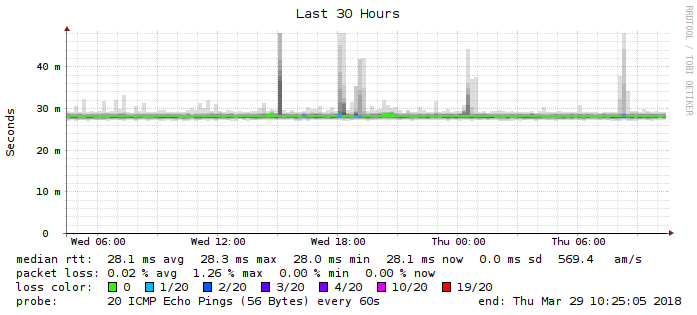 Last 30 Hours
RRDTOOL / TOBI OETIKER
Seconds
40 m
30 m
20 m
10 m
0
Wed 06:00 Wed 12:00 Wed 18:00 Thu 00:00 Thu 06:00
median rtt: 28.1 ms avg 28.3 ms max 28.0 ms min 28.1 ms now 0.0 ms sd 569.4 am/s
packet loss: 0.02 % avg 1.26 % max 0.00 % min 0.00 % now
loss color: 0 1/20 2/20 3/20 4/20 10/20 19/20
probe: 20 ICMP Echo Pings (56 Bytes) every 60s end: Thu Mar 29 10:25:05 2018